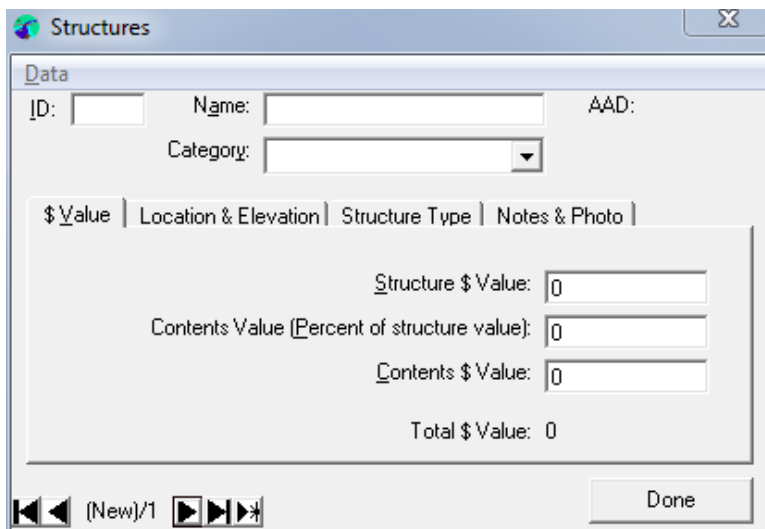 Structures
Data
ID: Name: AAD:
Category:
$ Value Location & Elevation Structure Type Notes & Photo
Structure $ Value: 0
Contents Value (Percent of structure value): 0
Contents $ Value: 0
Total $ Value: 0
(New)/1 Done